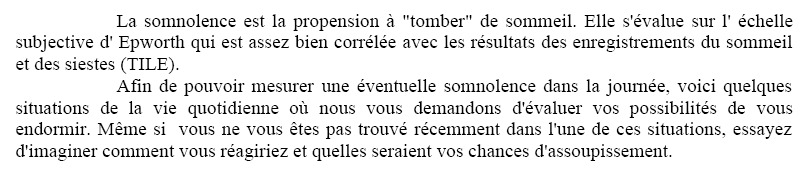 La somnolence est la propension à "tomber" de sommeil. Elle s'évalue sur l' échelle
subjective d' Epworth qui est assez bien corrélée avec les résultats des enregistrements du sommeil
et des siestes (TILE).
Afin de pouvoir mesurer une éventuelle somnolence dans la journée, voici quelques
situations de la vie quotidienne où nous vous demandons d'évaluer vos possibilités de vous
endormir. Même si  vous ne vous êtes pas trouvé récemment dans l'une de ces situations, essayez
d'imaginer comment vous réagiriez et quelles seraient vos chances d'assoupissement.